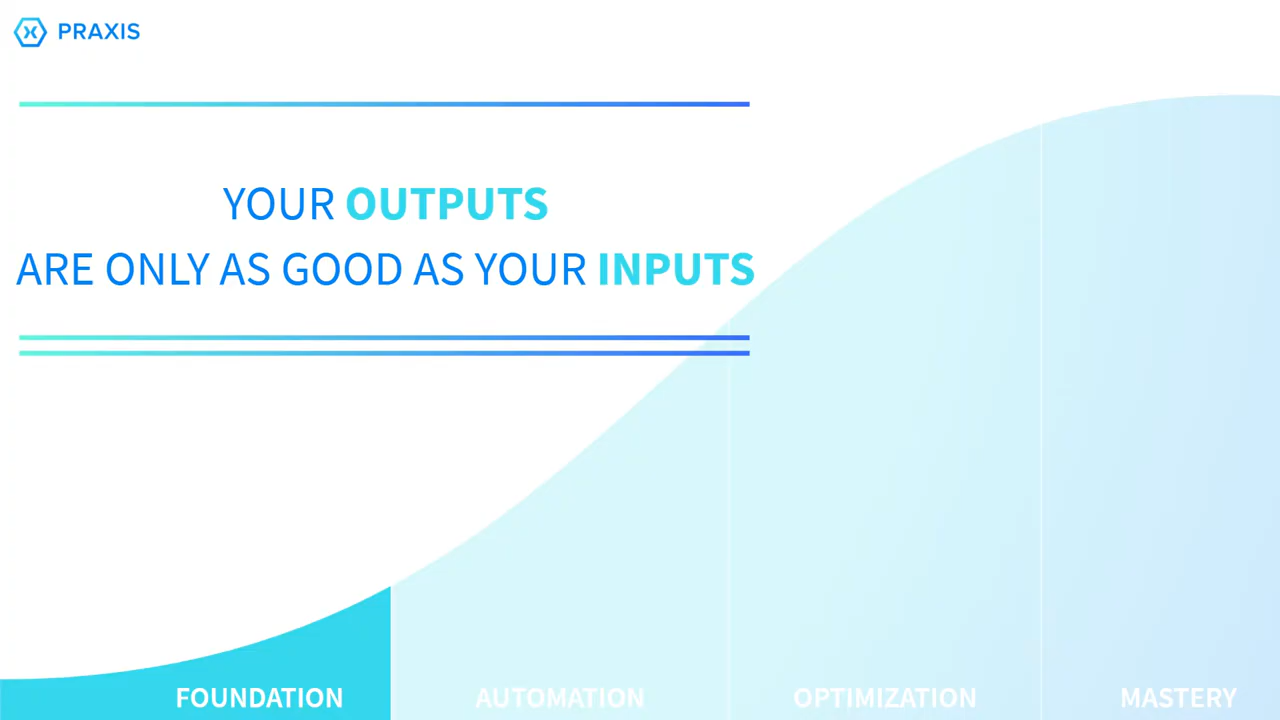 PRAXIS
YOUR OUTPUTS
ARE ONLY AS GOOD AS YOUR INPUTS
FOUNDATION
AUTOMATION
OPTIMIZATION
MASTERY